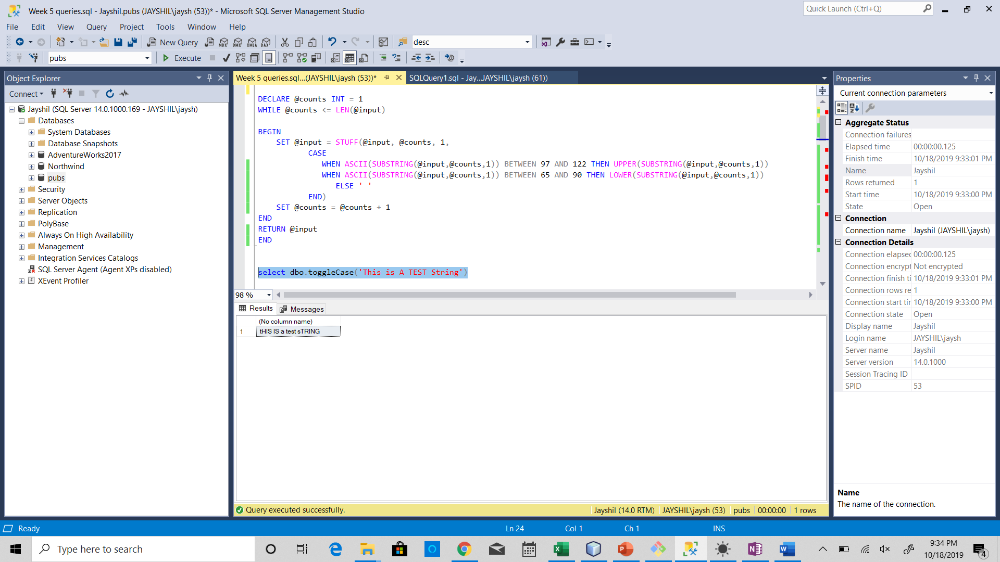 Week 5 queries.sql - Jayshil.pubs (JAYSHIL\jaysh (53))* - Microsoft SQL Server Management Studio
Quick Launch (Ctrl+Q)
File Edit View Query Project Tools Window Help
New Query MDX DMX XMLA DAX desc
pubs Execute
Object Explorer
Connect
Jayshil (SQL Server 14.0.1000.169 - JAYSHIL\jaysh)
Databases
System Databases
Database Snapshots
AdventureWorks2017
Northwind
pubs
Security
Server Objects
Replication
PolyBase
Always On High Availability
Management
Integration Services Catalogs
SQL Server Agent (Agent XPs disabled)
XEvent Profiler
Week 5 queries.sql...(JAYSHIL\jaysh (53))* SQLQuery1.sql - Jay...JAYSHIL\jaysh (61))
DECLARE @counts INT = 1
WHILE @counts <= LEN(@input)
BEGIN
SET @input = STUFF(@input, @counts, 1,
CASE
WHEN ASCII(SUBSTRING(@input,@counts,1)) BETWEEN 97 AND 122 THEN UPPER(SUBSTRING(@input,@counts,1))
WHEN ASCII(SUBSTRING(@input,@counts,1)) BETWEEN 65 AND 90 THEN LOWER(SUBSTRING(@input,@counts,1))
ELSE ' '
END)
SET @counts = @counts + 1
END
RETURN @input
END
select dbo.toggleCase('This is A TEST String')
98 %
Results Messages
(No column name)
1 tHIS IS a test sTRING
Query executed successfully. Jayshil (14.0 RTM) JAYSHIL\jaysh (53) pubs 00:00:00 1 rows
Properties
Current connection parameters
Aggregate Status
Connection failures
Elapsed time 00:00:00.125
Finish time 10/18/2019 9:33:01 PM
Name Jayshil
Rows returned 1
Start time 10/18/2019 9:33:00 PM
State Open
Connection
Connection name Jayshil (JAYSHIL\jaysh)
Connection Details
Connection elapsed 00:00:00.125
Connection encrypt Not encrypted
Connection finish ti 10/18/2019 9:33:01 PM
Connection rows re 1
Connection start tir 10/18/2019 9:33:00 PM
Connection state Open
Display name Jayshil
Login name JAYSHIL\jaysh
Server name Jayshil
Server version 14.0.1000
Session Tracing ID
SPID 53
Name
The name of the connection.
Ready Ln 24 Col 1 Ch 1 INS
Type here to search
9:34 PM
10/18/2019
4